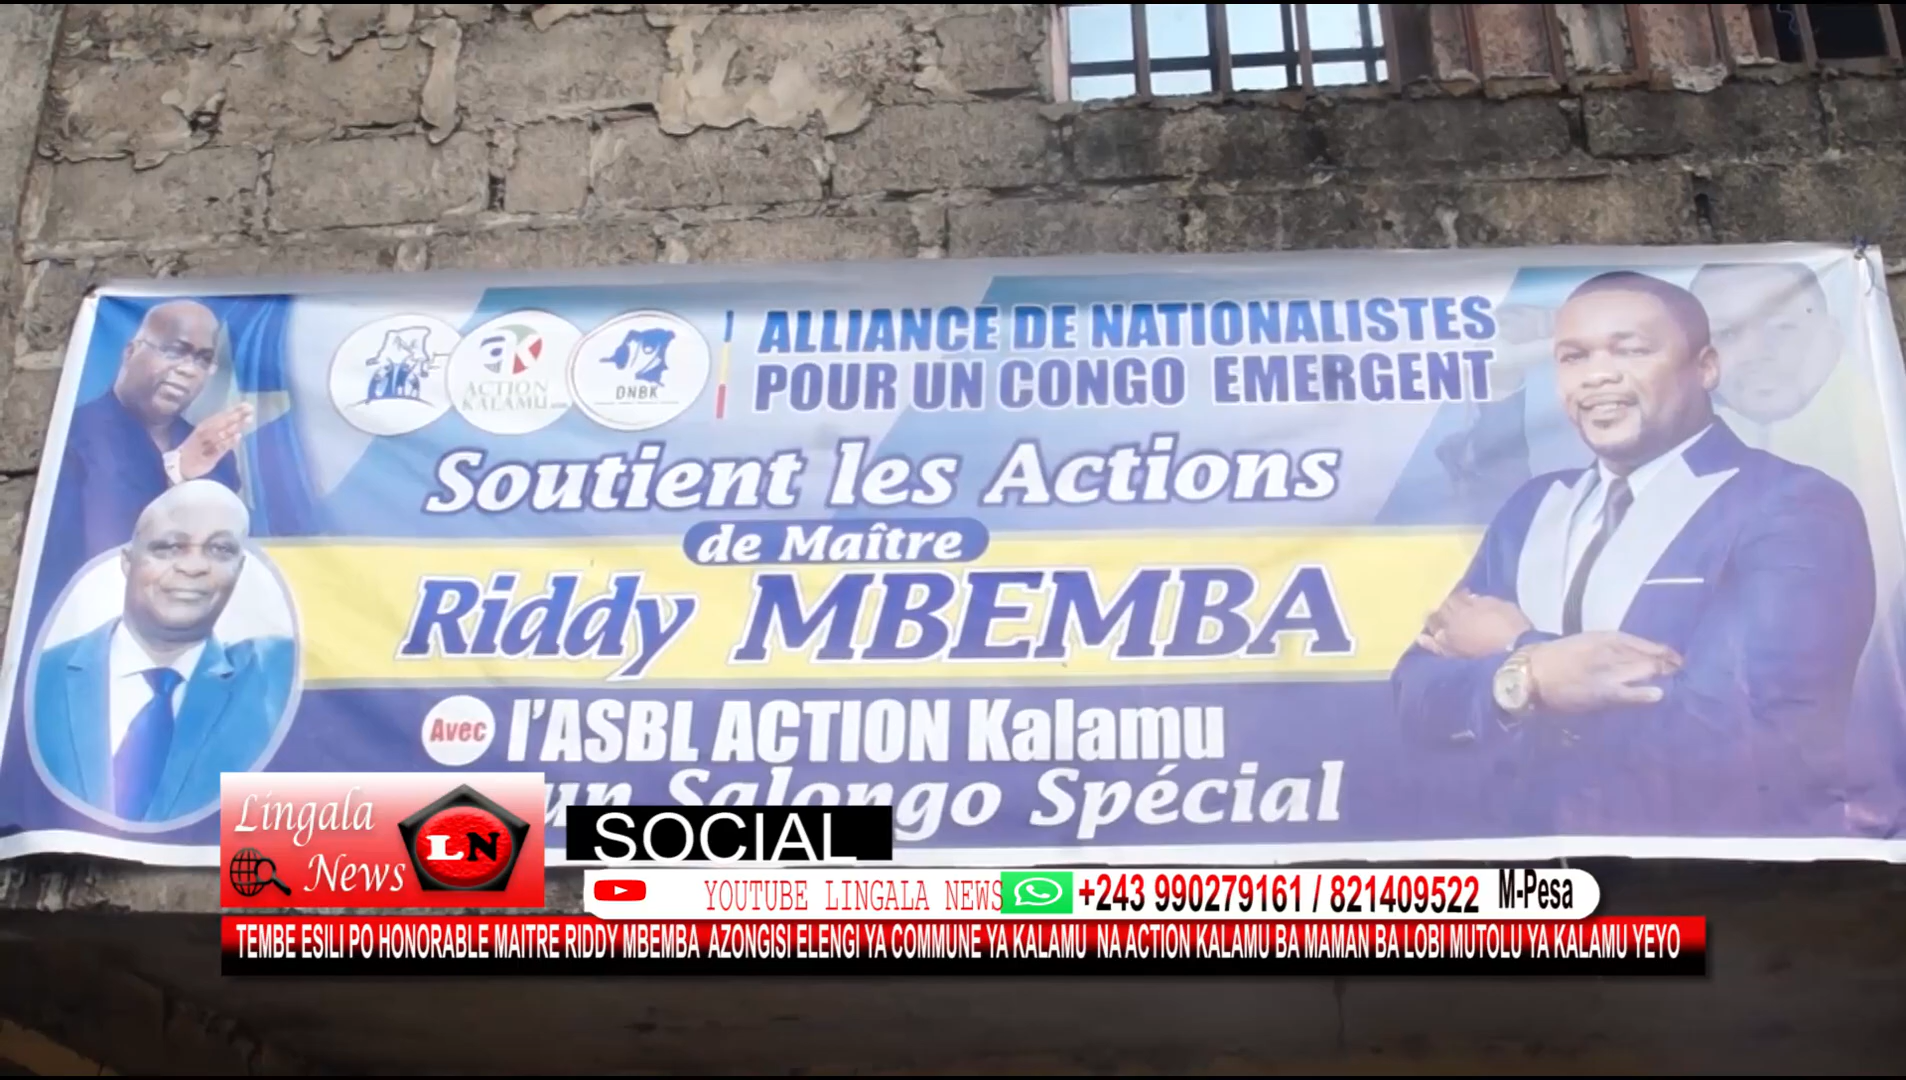 ACTION
KALAMU
DNBK
ALLIANCE DE NATIONALISTES
POUR UN CONGO EMERGENT
Soutient les Actions
de Maître
Riddy MBEMBA
Avec l'ASBL ACTION Kalamu
un Salongo Spécial
Lingala
News
LN
SOCIAL
YOUTUBE LINGALA NEWS +243 990279161 / 821409522 M-Pesa
TEMBE ESILI PO HONORABLE MAITRE RIDDY MBEMBA AZONGISI ELENGI YA COMMUNE YA KALAMU NA ACTION KALAMU BA MAMAN BA LOBI MUTOLU YA KALAMU YEYO